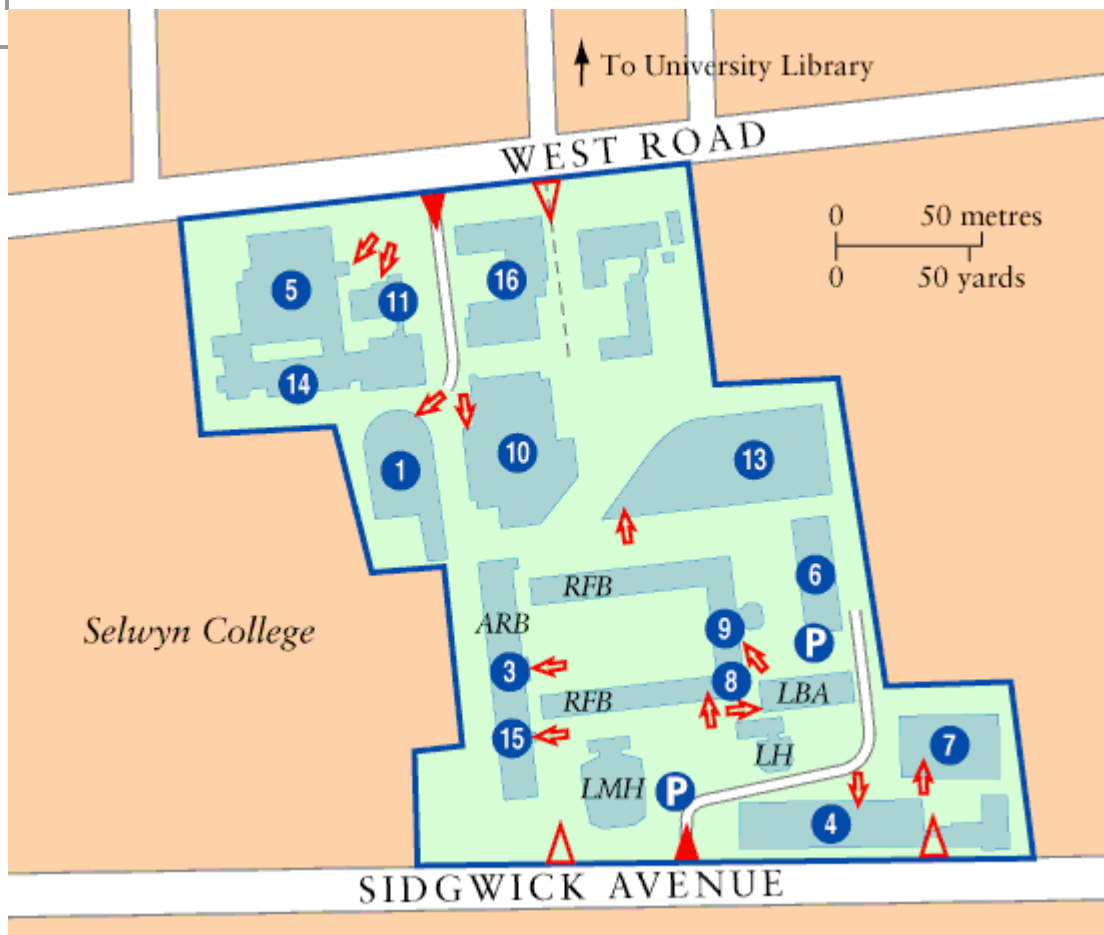 To University Library
WEST ROAD
0 50 metres
0 50 yards
5
11
16
14
1
10
13
RFB
6
Selwyn College
ARB
9
P
3
8
LBA
RFB
15
7
LH
LMH
P
4
SIDGWICK AVENUE